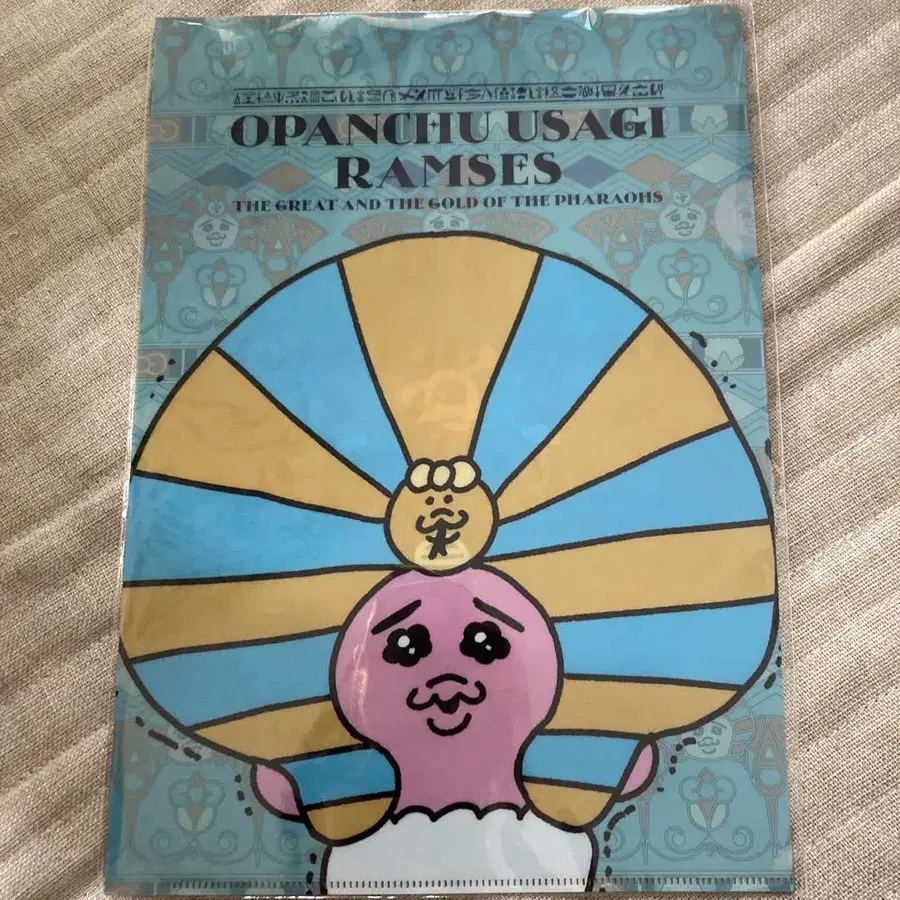 OPANCHU USAGI
RAMSES
THE GREAT AND THE GOLD OF THE PHARAOHS